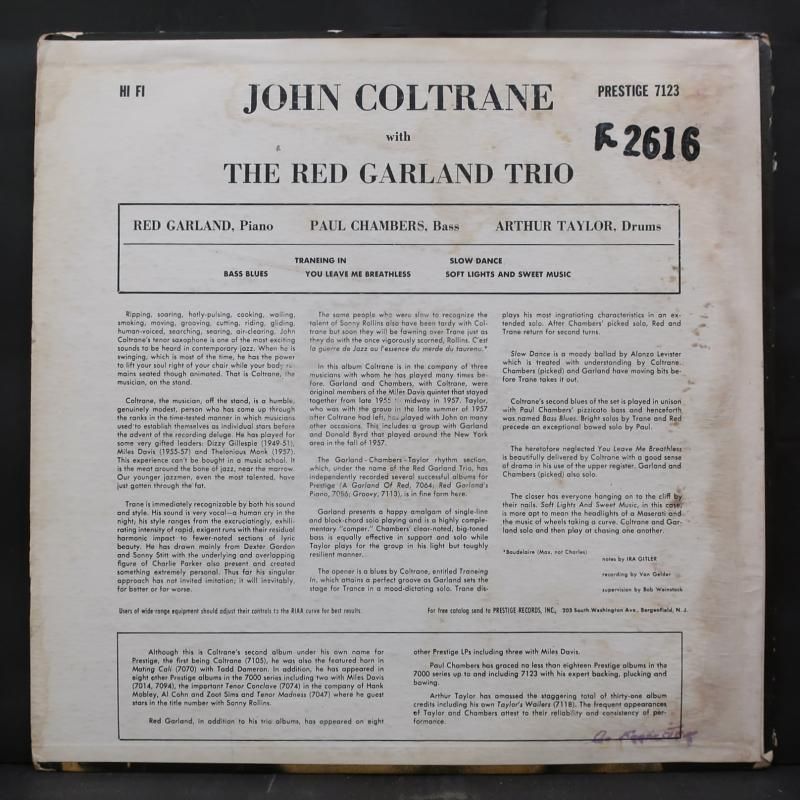 HI FI
JOHN COLTRANE
PRESTIGE 7123
2616
with
THE RED GARLAND TRIO
RED GARLAND, Piano PAUL CHAMBERS, Bass ARTHUR TAYLOR, Drums
TRANEING IN SLOW DANCE
BASS BLUES YOU LEAVE ME BREATHLESS SOFT LIGHTS AND SWEET MUSIC
Ripping, soaring, hotly-pulsing, cooking, wailing,
smoking, moving, grooving, cutting, riding, gliding,
human-voiced, searching, searing, air-clearing, John
Coltrane's tenor saxophone is one of the most exciting
sounds to be heard in contemporary jazz. When he is
swinging, which is most of the time, he has the power
to lift your soul right of your chair while your body re-
mains seated though animated. That is Coltrane, the
musician, on the stand.
Coltrane, the musician, off the stand, is a humble,
genuinely modest, person who has come up through
the ranks in the time-tested manner in which musicians
used to establish themselves as individual stars before
the advent of the recording deluge. He has played for
some very gifted leaders: Dizzy Gillespie (1949-51),
Miles Davis (1955-57) and Thelonious Monk (1957).
This experience can't be bought in a music school. It
is the meat around the bone of jazz, near the marrow.
Our younger jazzmen, even the most talented, have
just gotten through the fat.
Trane is immediately recognizable by both his sound
and style. His sound is very vocal—a human cry in the
night; his style ranges from the excruciatingly, exhili-
rating intensity of rapid, exigent runs with their residual
harmonic impact to fewer-noted sections of lyric
beauty. He has drawn mainly from Dexter Gordon
and Sonny Stitt with the underlying and overlapping
figure of Charlie Parker also present and created
something extremely personal. Thus far his singular
approach has not invited imitation; it will inevitably,
for better or for worse.
The same people who were slow to recognize the
talent of Sonny Rollins also have been tardy with Col-
trane but soon they will be fawning over Trane just as
they do with the once vigorously scorned, Rollins. C'est
la guerre de Jazz ou l'essence du merde du taureau.*
In this album Coltrane is in the company of three
musicians with whom he has played many times be-
fore. Garland and Chambers, with Coltrane, were
original members of the Miles Davis quintet that stayed
together from late 1955 to midway in 1957. Taylor,
who was with the group in the late summer of 1957
after Coltrane had left, has played with John on many
other occasions. This includes a group with Garland
and Donald Byrd that played around the New York
area in the fall of 1957.
The Garland-Chambers-Taylor rhythm section,
which, under the name of the Red Garland Trio, has
independently recorded several successful albums for
Prestige (A Garland Of Red, 7064; Red Garland's
Piano, 7086; Groovy, 7113), is in fine form here.
Garland presents a happy amalgam of single-line
and block-chord solo playing and is a highly comple-
mentary "comper." Chambers' clear-noted, big-toned
bass is equally effective in support and solo while
Taylor plays for the group in his light but toughly
resilient manner.
The opener is a blues by Coltrane, entitled Traneing
In, which attains a perfect groove as Garland sets the
stage for Trance in a mood-dictating solo. Trane dis-
plays his most ingratiating characteristics in an ex-
tended solo. After Chambers' picked solo, Red and
Trane return for second turns.
Slow Dance is a moody ballad by Alonzo Levister
which is treated with understanding by Coltrane.
Chambers (picked) and Garland have moving bits be-
fore Trane takes it out.
Coltrane's second blues of the set is played in unison
with Paul Chambers' pizzicato bass and henceforth
was named Bass Blues. Bright solos by Trane and Red
precede an exceptional bowed solo by Paul.
The heretofore neglected You Leave Me Breathless
is beautifully delivered by Coltrane with a good sense
of drama in his use of the upper register. Garland and
Chambers (picked) also solo.
The closer has everyone hanging on to the cliff by
their nails. Soft Lights And Sweet Music, in this case,
is more apt to mean the headlights of a Maserati and
the music of wheels taking a curve. Coltrane and Gar-
land solo and then play at chasing one another.
*Baudelaire (Max, not Charles)
notes by IRA GITLER
recording by Van Gelder
supervision by Bob Weinstock
Users of wide range equipment should adjust their controls to the RIAA curve for best results. For free catalog send to PRESTIGE RECORDS, INC., 203 South Washington Ave., Bergenfield, N. J.
Although this is Coltrane's second album under his own name for
Prestige, the first being Coltrane (7105), he was also the featured horn in
Mating Call (7070) with Tadd Dameron. In addition, he has appeared in
eight other Prestige albums in the 7000 series including two with Miles Davis
(7014, 7094), the important Tenor Conclave (7074) in the company of Hank
Mobley, Al Cohn and Zoot Sims and Tenor Madness (7047) where he guest
stars in the title number with Sonny Rollins.
Red Garland, in addition to his trio albums, has appeared on eight
other Prestige LPs including three with Miles Davis.
Paul Chambers has graced no less than eighteen Prestige albums in the
7000 series up to and including 7123 with his expert backing, plucking and
bowing.
Arthur Taylor has amassed the staggering total of thirty-one album
credits including his own Taylor's Wailers (7118). The frequent appearances
of Taylor and Chambers attest to their reliability and consistency of per-
formance.